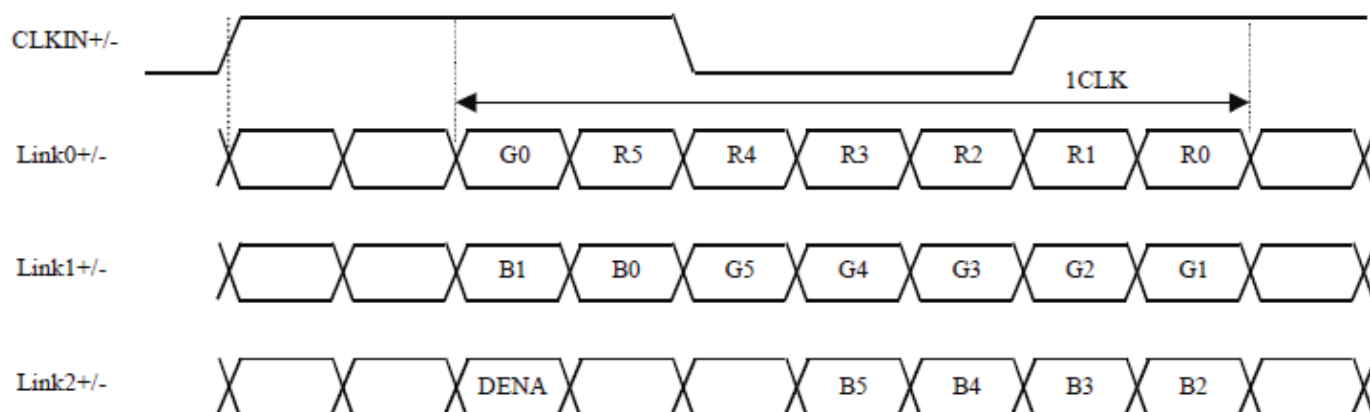 CLKIN+/-
1CLK
Link0+/- G0 R5 R4 R3 R2 R1 R0
Link1+/- B1 B0 G5 G4 G3 G2 G1
Link2+/- DENA B5 B4 B3 B2